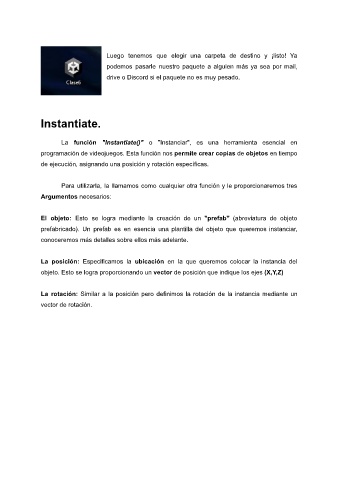 Luego tenemos que elegir una carpeta de destino y ¡listo! Ya
podemos pasarle nuestro paquete a alguien más ya sea por mail,
drive o Discord si el paquete no es muy pesado.
Clase6
Instantiate.
La función "Instantiate()" o "Instanciar", es una herramienta esencial en
programación de videojuegos. Esta función nos permite crear copias de objetos en tiempo
de ejecución, asignando una posición y rotación específicas.
Para utilizarla, la llamamos como cualquier otra función y le proporcionaremos tres
Argumentos necesarios:
El objeto: Esto se logra mediante la creación de un "prefab" (abreviatura de objeto
prefabricado). Un prefab es en esencia una plantilla del objeto que queremos instanciar,
conoceremos más detalles sobre ellos más adelante.
La posición: Especificamos la ubicación en la que queremos colocar la instancia del
objeto. Esto se logra proporcionando un vector de posición que indique los ejes (X,Y,Z)
La rotación: Similar a la posición pero definimos la rotación de la instancia mediante un
vector de rotación.